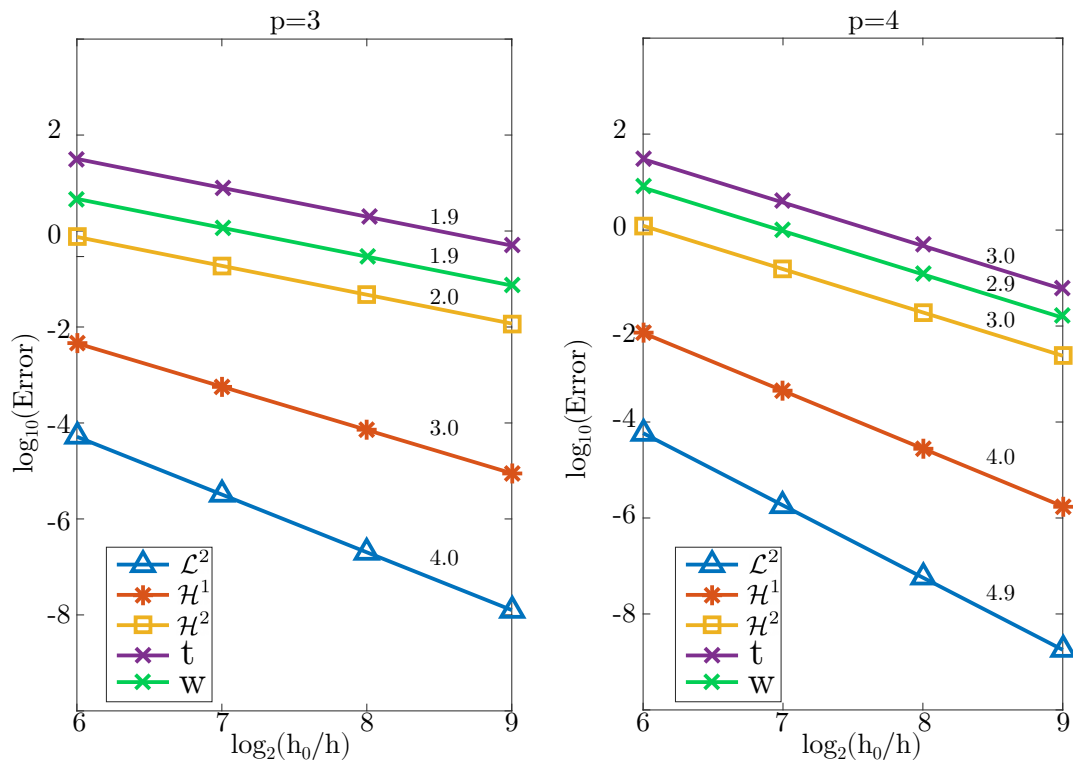 p=3
2
0
-2
-4
-6
-8
log₁₀(Error)
1.9
1.9
2.0
3.0
4.0
ℒ²
ℋ¹
ℋ²
t
w
6 7 8 9
log₂(h₀/h)
p=4
2
0
-2
-4
-6
-8
log₁₀(Error)
3.0
2.9
3.0
4.0
4.9
ℒ²
ℋ¹
ℋ²
t
w
6 7 8 9
log₂(h₀/h)